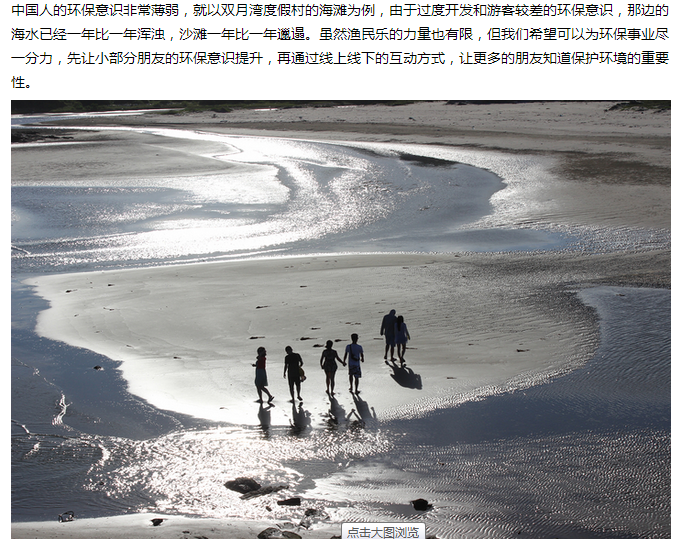 中国人的环保意识非常薄弱，就以双月湾度假村的海滩为例，由于过度开发和游客较差的环保意识，那边的
海水已经一年比一年浑浊，沙滩一年比一年邋遢。虽然渔民乐的力量也有限，但我们希望可以为环保事业尽
一分力，先让小部分朋友的环保意识提升，再通过线上线下的互动方式，让更多的朋友知道保护环境的重要
性。
点击大图浏览